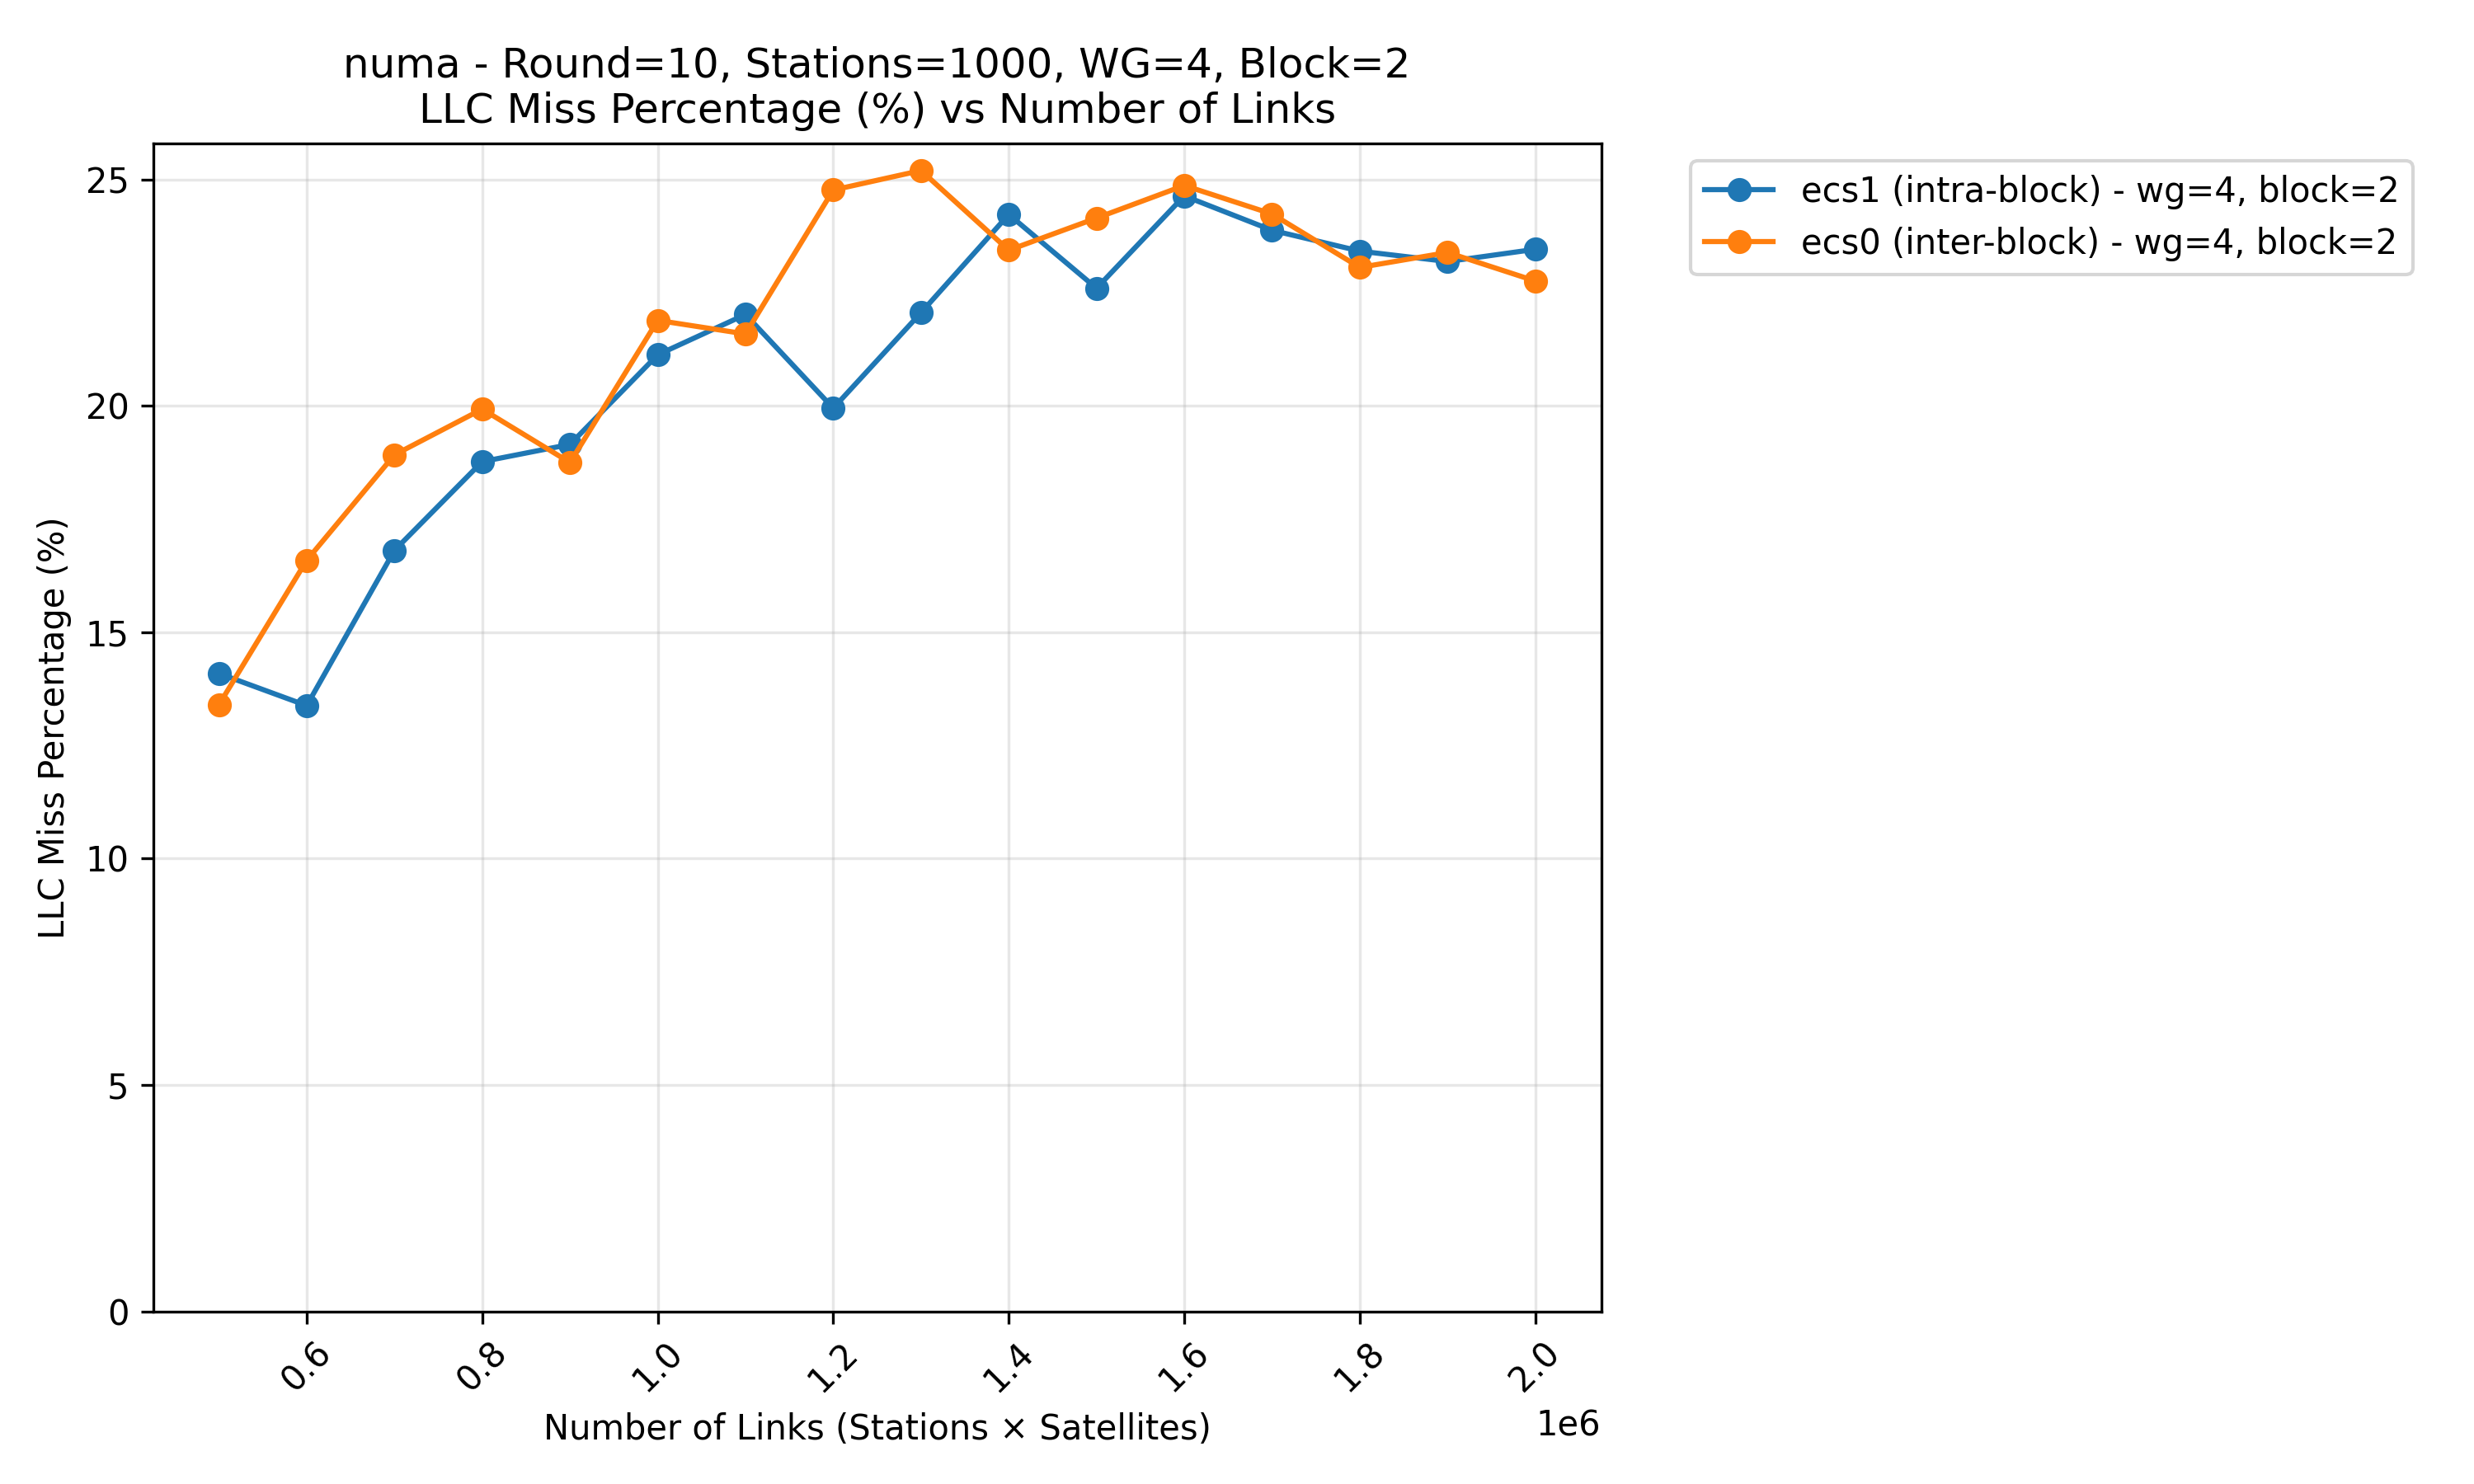 numa - Round=10, Stations=1000, WG=4, Block=2
LLC Miss Percentage (%) vs Number of Links
ecs1 (intra-block) - wg=4, block=2
ecs0 (inter-block) - wg=4, block=2
LLC Miss Percentage (%)
25
20
15
10
5
0
0.6
0.8
1.0
1.2
1.4
1.6
1.8
2.0
1e6
Number of Links (Stations × Satellites)